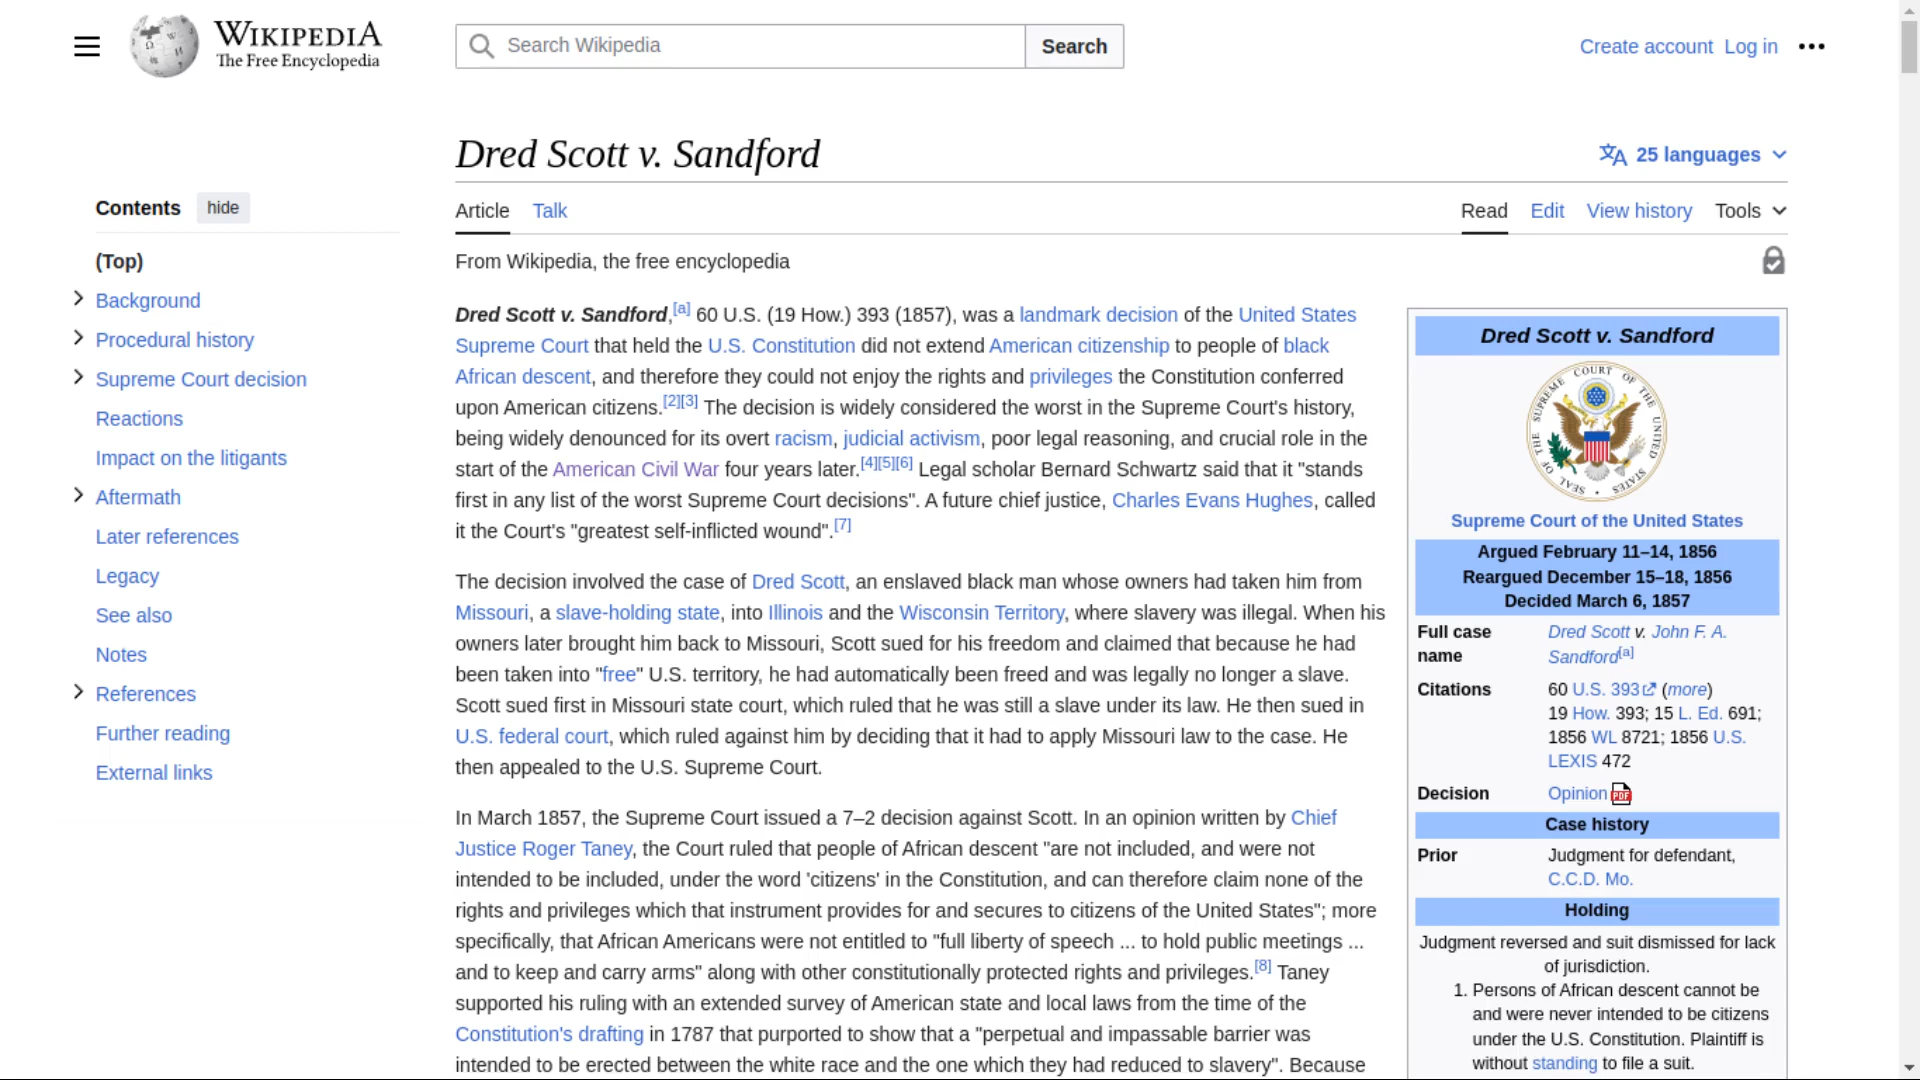 WIKIPEDIA
The Free Encyclopedia
Search Wikipedia
Search
Create account Log in
Dred Scott v. Sandford
25 languages
Contents hide
(Top)
Background
Procedural history
Supreme Court decision
Reactions
Impact on the litigants
Aftermath
Later references
Legacy
See also
Notes
References
Further reading
External links
Article Talk
Read Edit View history Tools
From Wikipedia, the free encyclopedia
Dred Scott v. Sandford,[a] 60 U.S. (19 How.) 393 (1857), was a landmark decision of the United States
Supreme Court that held the U.S. Constitution did not extend American citizenship to people of black
African descent, and therefore they could not enjoy the rights and privileges the Constitution conferred
upon American citizens.[2][3] The decision is widely considered the worst in the Supreme Court's history,
being widely denounced for its overt racism, judicial activism, poor legal reasoning, and crucial role in the
start of the American Civil War four years later.[4][5][6] Legal scholar Bernard Schwartz said that it "stands
first in any list of the worst Supreme Court decisions". A future chief justice, Charles Evans Hughes, called
it the Court's "greatest self-inflicted wound".[7]
The decision involved the case of Dred Scott, an enslaved black man whose owners had taken him from
Missouri, a slave-holding state, into Illinois and the Wisconsin Territory, where slavery was illegal. When his
owners later brought him back to Missouri, Scott sued for his freedom and claimed that because he had
been taken into "free" U.S. territory, he had automatically been freed and was legally no longer a slave.
Scott sued first in Missouri state court, which ruled that he was still a slave under its law. He then sued in
U.S. federal court, which ruled against him by deciding that it had to apply Missouri law to the case. He
then appealed to the U.S. Supreme Court.
In March 1857, the Supreme Court issued a 7–2 decision against Scott. In an opinion written by Chief
Justice Roger Taney, the Court ruled that people of African descent "are not included, and were not
intended to be included, under the word 'citizens' in the Constitution, and can therefore claim none of the
rights and privileges which that instrument provides for and secures to citizens of the United States"; more
specifically, that African Americans were not entitled to "full liberty of speech ... to hold public meetings ...
and to keep and carry arms" along with other constitutionally protected rights and privileges.[8] Taney
supported his ruling with an extended survey of American state and local laws from the time of the
Constitution's drafting in 1787 that purported to show that a "perpetual and impassable barrier was
intended to be erected between the white race and the one which they had reduced to slavery". Because
Dred Scott v. Sandford
SEAL OF THE SUPREME COURT OF THE UNITED STATES
Supreme Court of the United States
Argued February 11–14, 1856
Reargued December 15–18, 1856
Decided March 6, 1857
Full case name
Dred Scott v. John F. A.
Sandford[a]
Citations
60 U.S. 393 (more)
19 How. 393; 15 L. Ed. 691;
1856 WL 8721; 1856 U.S.
LEXIS 472
Decision
Opinion PDF
Case history
Prior
Judgment for defendant,
C.C.D. Mo.
Holding
Judgment reversed and suit dismissed for lack
of jurisdiction.
1. Persons of African descent cannot be
and were never intended to be citizens
under the U.S. Constitution. Plaintiff is
without standing to file a suit.